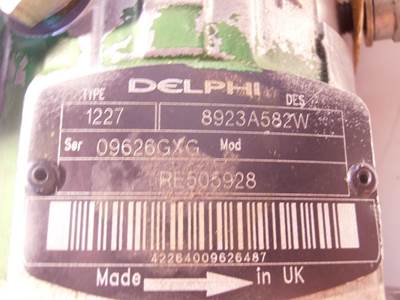 DELPHI
TYPE DES
1227 8923A582W
Ser 09626GXG Mod
RE505928
42264009626487
Made in UK